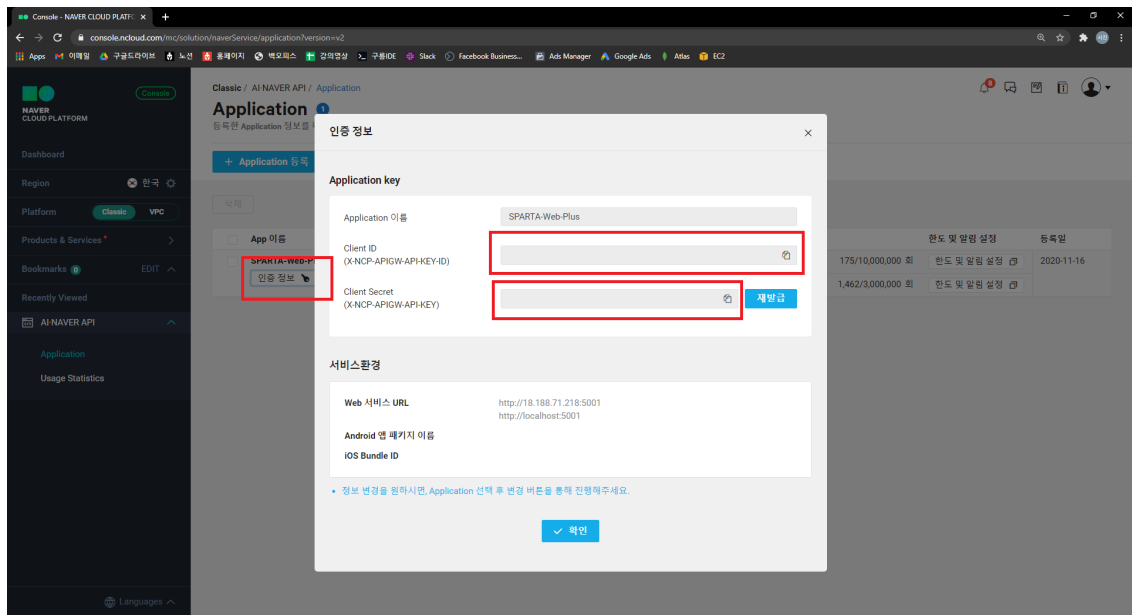 Console - NAVER CLOUD PLATFO
console.ncloud.com/mc/solution/naverService/application?version=v2
Apps 이메일 구글드라이브 노션 홈페이지 백오피스 강의영상 구름IDE Slack Facebook Business... Ads Manager Google Ads Atlas EC2
NAVER
CLOUD PLATFORM
Console
Dashboard
Region 한국
Platform Classic VPC
Products & Services*
Bookmarks 0 EDIT
Recently Viewed
AI·NAVER API
Application
Usage Statistics
Languages
Classic / AI·NAVER API / Application
Application 1
등록한 Application 정보를
+ Application 등록
삭제
App 이름 한도 및 알림 설정 등록일
SPARTA-Web-P 175/10,000,000 회 한도 및 알림 설정 2020-11-16
인증 정보 1,462/3,000,000 회 한도 및 알림 설정
인증 정보
Application key
Application 이름 SPARTA-Web-Plus
Client ID
(X-NCP-APIGW-API-KEY-ID)
Client Secret
(X-NCP-APIGW-API-KEY)
재발급
서비스환경
Web 서비스 URL http://18.188.71.218:5001
http://localhost:5001
Android 앱 패키지 이름
iOS Bundle ID
정보 변경을 원하시면, Application 선택 후 변경 버튼을 통해 진행해주세요.
확인